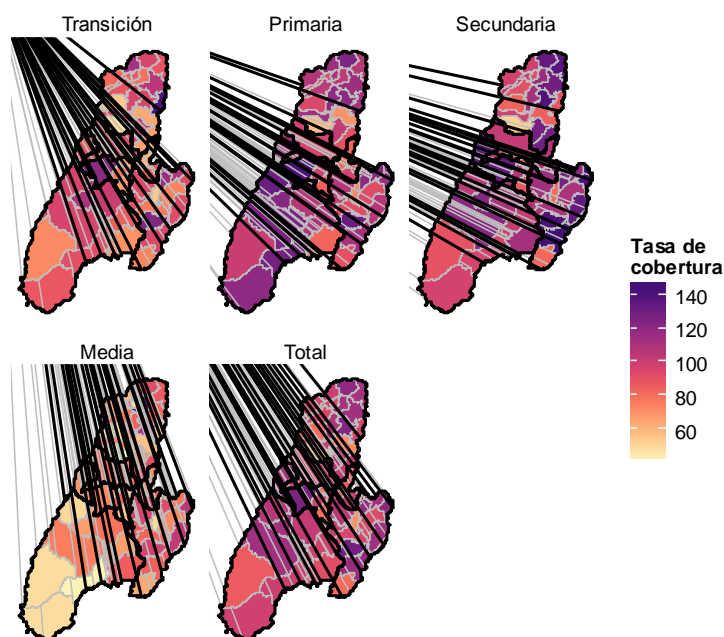 Transición
Primaria
Secundaria
Media
Total
Tasa de
cobertura
140
120
100
80
60